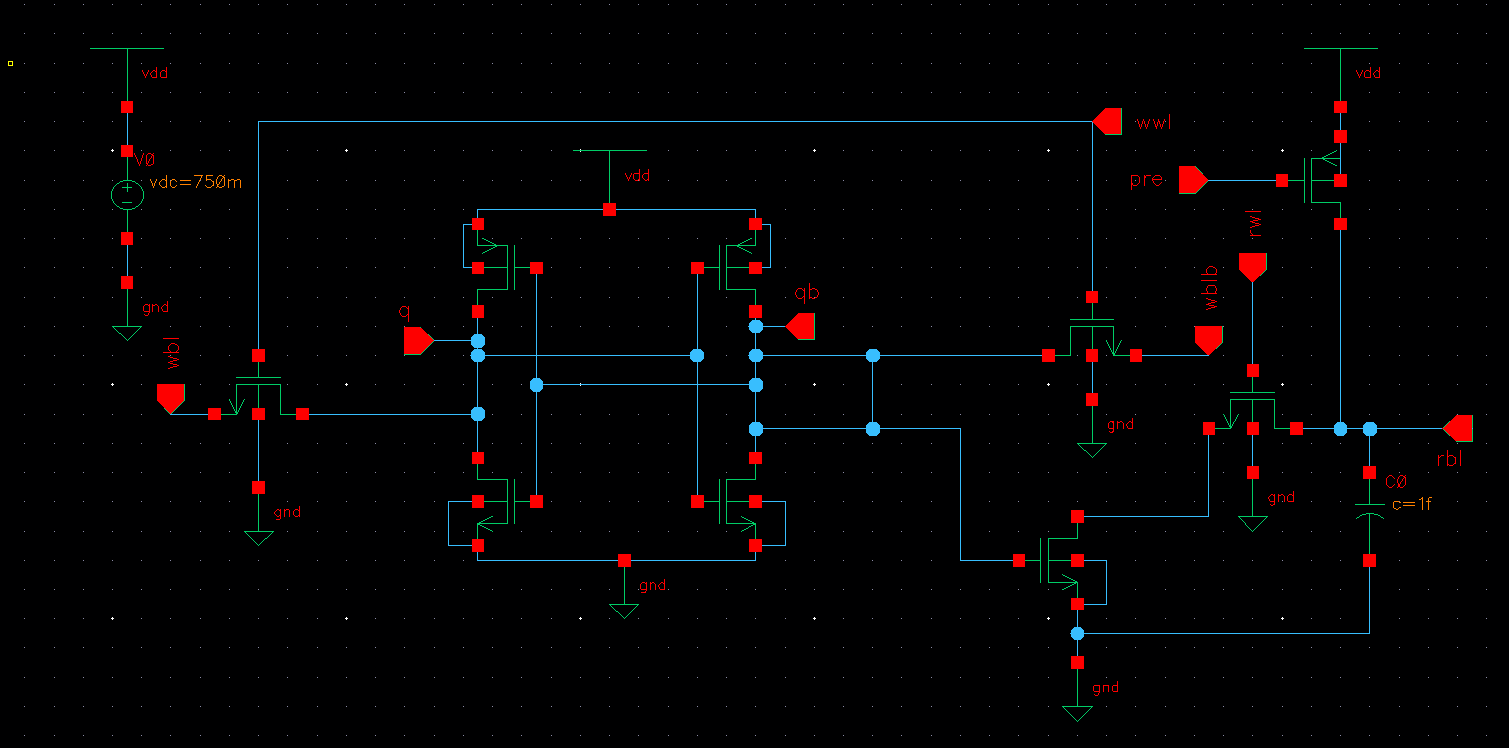 vdd
vdd
wwl
V0
vdc=750m
vdd
pre
rwl
wblb
q
qb
gnd
wbl
gnd
rbl
C0
c=1f
gnd
gnd
gnd
gnd